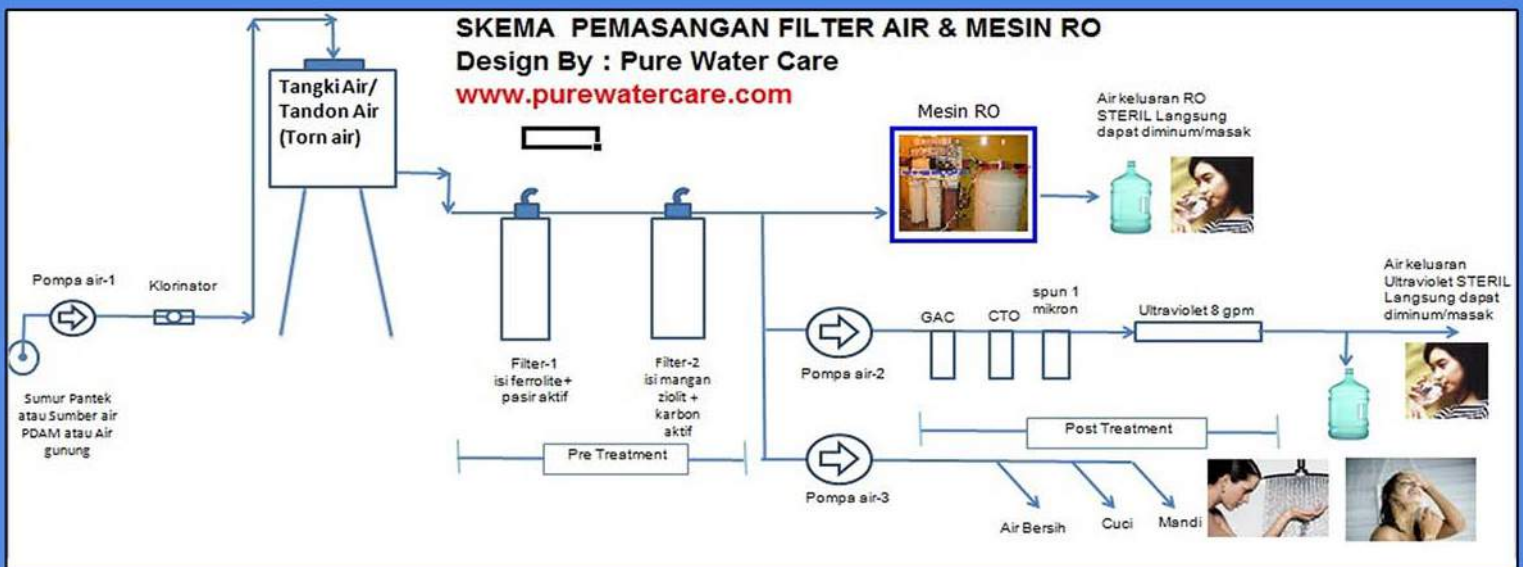 SKEMA PEMASANGAN FILTER AIR & MESIN RO
Design By : Pure Water Care
www.purewatercare.com
Tangki Air/
Tandon Air
(Torn air)
Mesin RO
Air keluaran RO
STERIL Langsung
dapat diminum/masak
Pompa air-1
Klorinator
Sumur Pantek
atau Sumber air
PDAM atau Air
gunung
Filter-1
isi ferrolite+
pasir aktif
Filter-2
isi mangan
ziolit +
karbon
aktif
Pre Treatment
Pompa air-2
GAC
CTO
spun 1
mikron
Ultraviolet 8 gpm
Air keluaran
Ultraviolet STERIL
Langsung dapat
diminum/masak
Post Treatment
Pompa air-3
Air Bersih
Cuci
Mandi